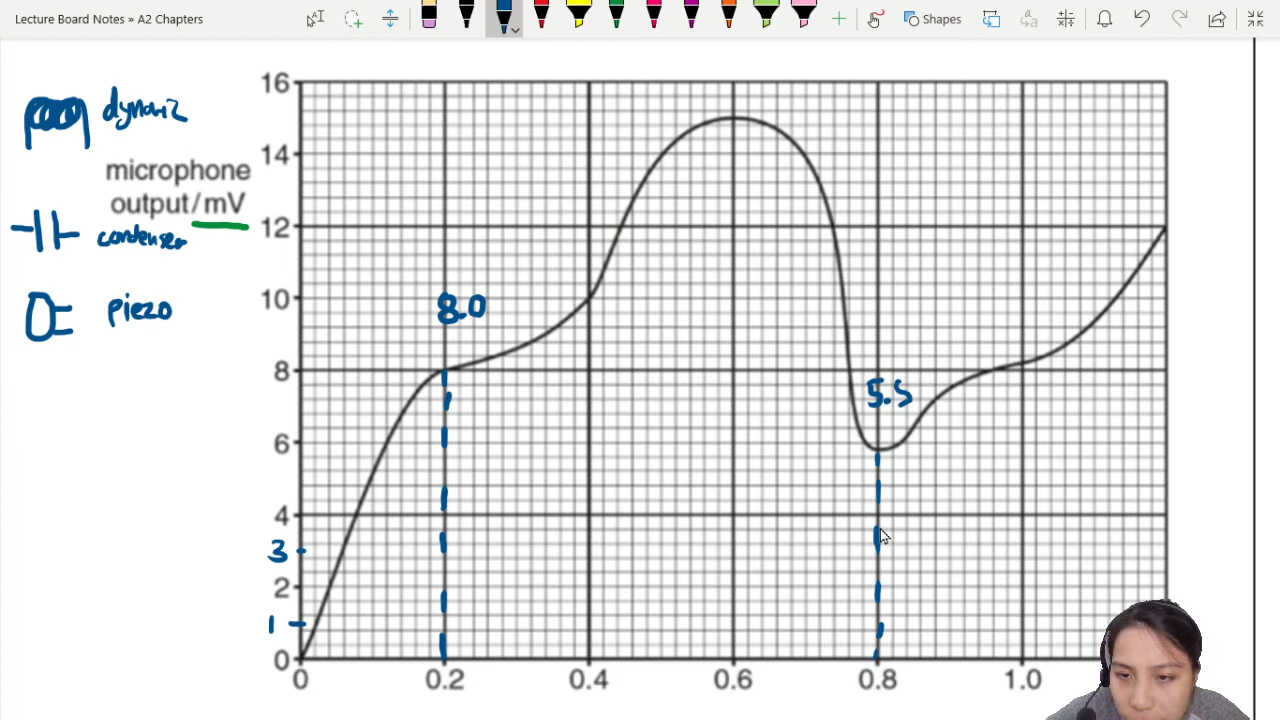 Lecture Board Notes » A2 Chapters
Shapes
dynamic
microphone
output/mV
condenser
piezo
16
14
12
10
8
6
4
3
2
1
0
8.0
5.5
0 0.2 0.4 0.6 0.8 1.0